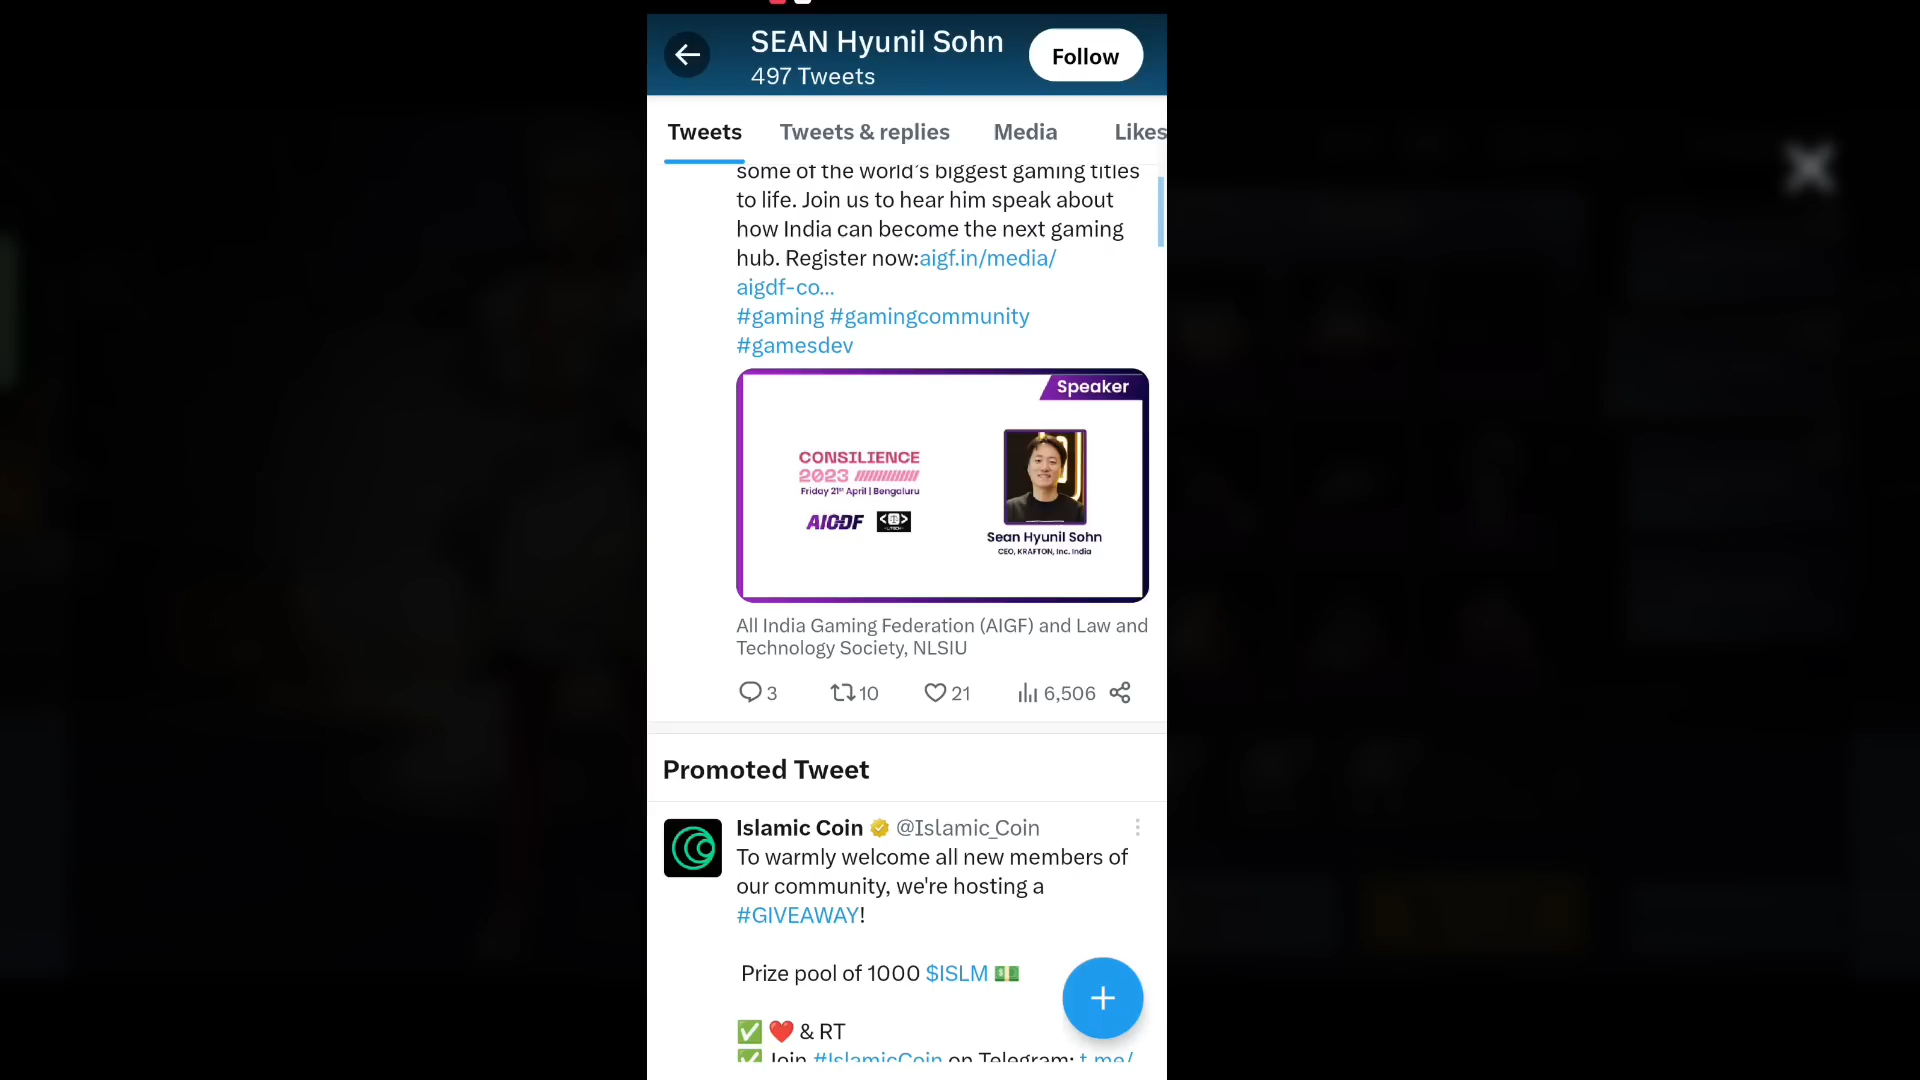 SEAN Hyunil Sohn
497 Tweets
Follow
Tweets
Tweets & replies
Media
Likes
some of the world's biggest gaming titles
to life. Join us to hear him speak about
how India can become the next gaming
hub. Register now:aigf.in/media/
aigdf-co...
#gaming #gamingcommunity
#gamesdev
Speaker
CONSILIENCE
2023
Friday 21st April | Bengaluru
AIGDF
Sean Hyunil Sohn
CEO, KRAFTON, Inc. India
All India Gaming Federation (AIGF) and Law and
Technology Society, NLSIU
3
10
21
6,506
Promoted Tweet
Islamic Coin @Islamic_Coin
To warmly welcome all new members of
our community, we're hosting a
#GIVEAWAY!
Prize pool of 1000 $ISLM 💵
✅ ❤️ & RT
✅ Join #IslamicCoin on Telegram: t.me/